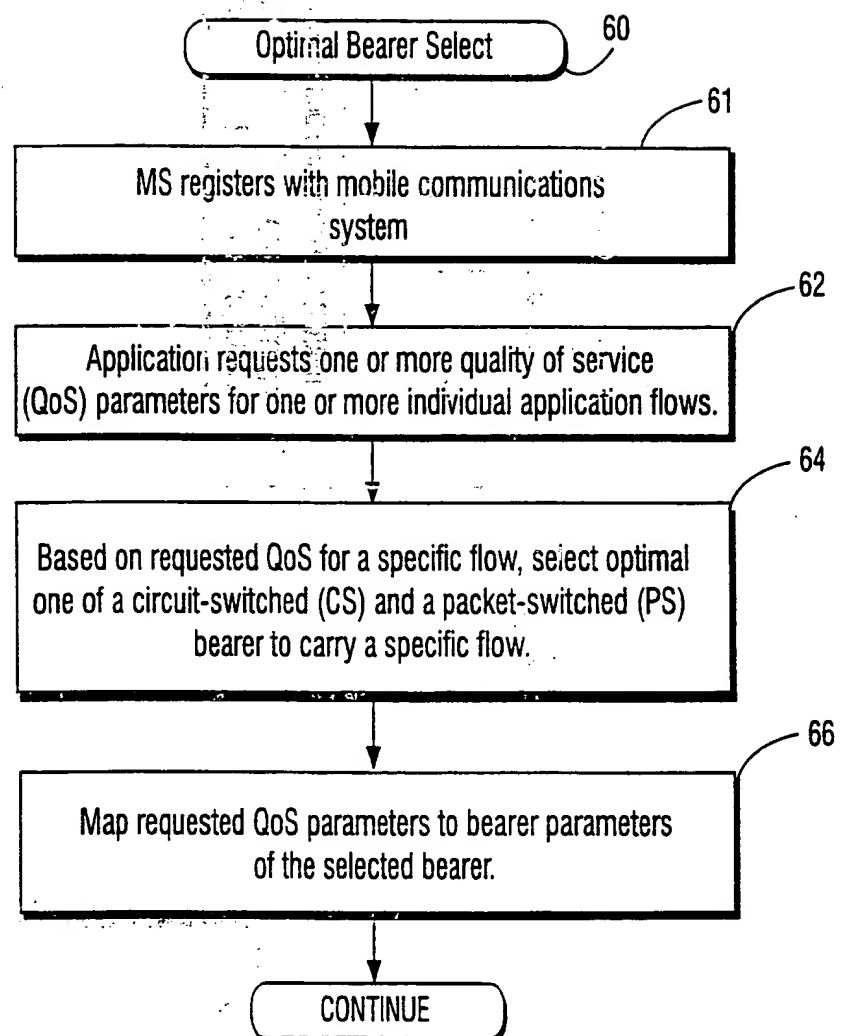 Optimal Bearer Select
60
61
MS registers with mobile communications
system
62
Application requests one or more quality of service
(QoS) parameters for one or more individual application flows.
64
Based on requested QoS for a specific flow, select optimal
one of a circuit-switched (CS) and a packet-switched (PS)
bearer to carry a specific flow.
66
Map requested QoS parameters to bearer parameters
of the selected bearer.
CONTINUE